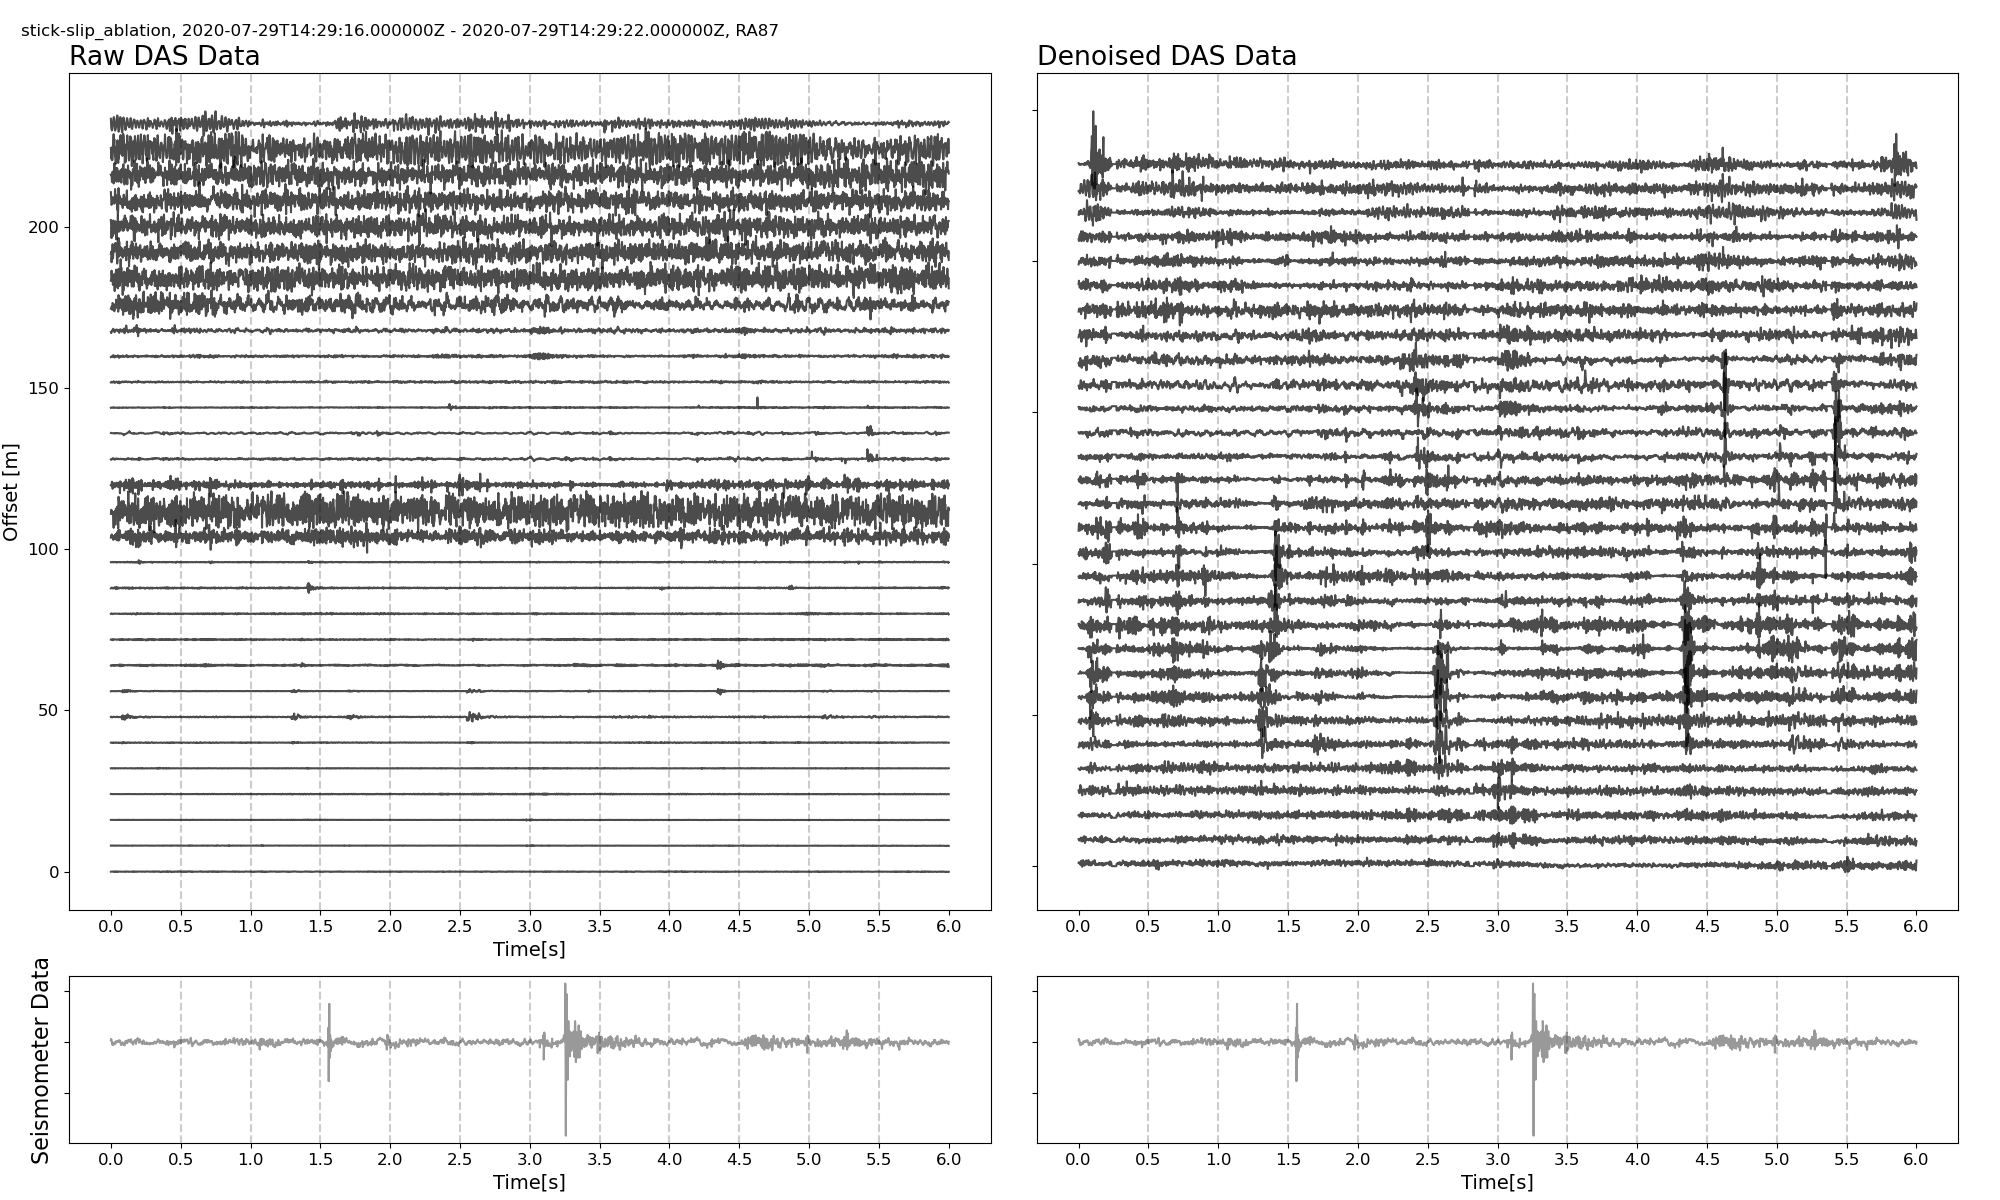 stick-slip_ablation, 2020-07-29T14:29:16.000000Z - 2020-07-29T14:29:22.000000Z, RA87
Raw DAS Data
Denoised DAS Data
Offset [m]
200
150
100
50
0
0.0 0.5 1.0 1.5 2.0 2.5 3.0 3.5 4.0 4.5 5.0 5.5 6.0
Time[s]
0.0 0.5 1.0 1.5 2.0 2.5 3.0 3.5 4.0 4.5 5.0 5.5 6.0
Seismometer Data
0.0 0.5 1.0 1.5 2.0 2.5 3.0 3.5 4.0 4.5 5.0 5.5 6.0
Time[s]
0.0 0.5 1.0 1.5 2.0 2.5 3.0 3.5 4.0 4.5 5.0 5.5 6.0
Time[s]